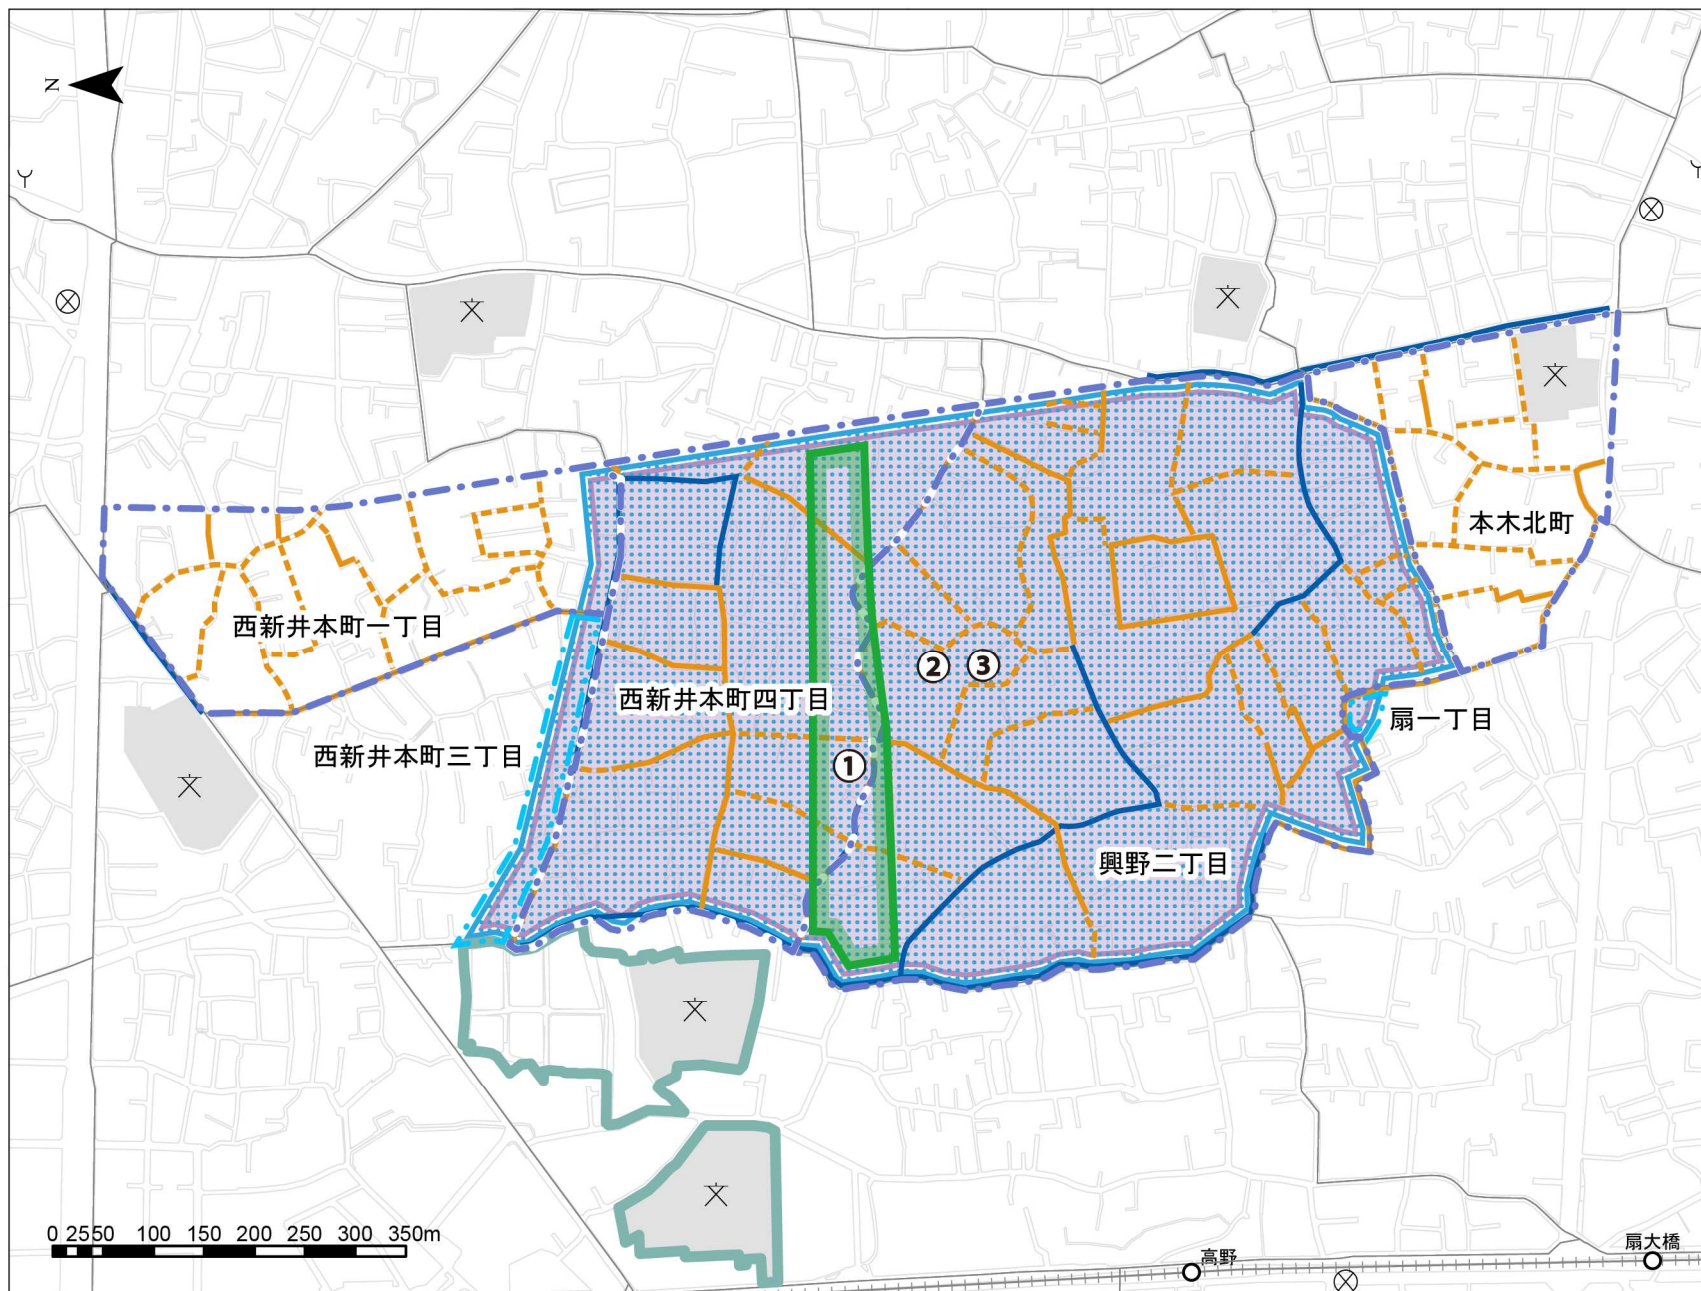 N
本木北町
西新井本町一丁目
② ③
西新井本町四丁目
扇一丁目
西新井本町三丁目
①
興野二丁目
0 25 50 100 150 200 250 300 350m
高野
扇大橋